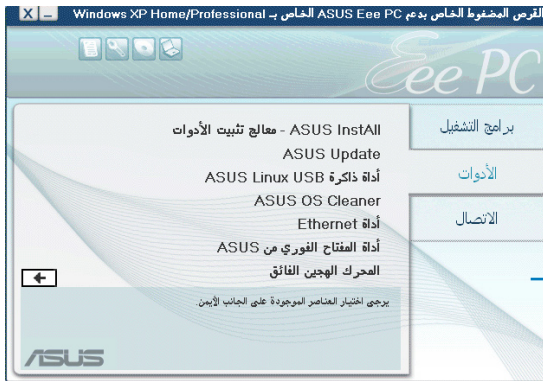 القرص المضغوط الخاص بدعم ASUS Eee PC الخاص بـ Windows XP Home/Professional
Eee PC
برامج التشغيل
الأدوات
الاتصال
ASUS InstAll - معالج تثبيت الأدوات
ASUS Update
أداة ذاكرة ASUS Linux USB
ASUS OS Cleaner
أداة Ethernet
أداة المفتاح الفوري من ASUS
المحرك الهجين الفائق
يرجى اختيار العناصر الموجودة على الجانب الأيمن.
ASUS